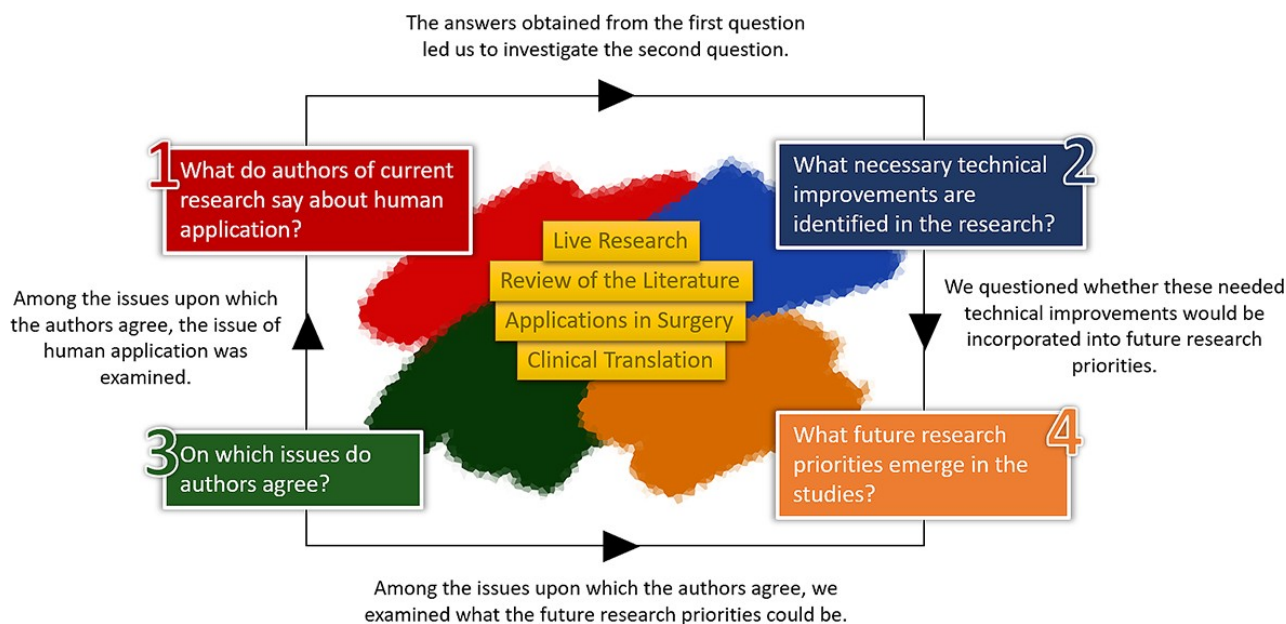 The answers obtained from the first question
led us to investigate the second question.
1
What do authors of current
research say about human
application?
2
What necessary technical
improvements are
identified in the research?
Live Research
Review of the Literature
Applications in Surgery
Clinical Translation
Among the issues upon which
the authors agree, the issue of
human application was
examined.
We questioned whether these needed
technical improvements would be
incorporated into future research
priorities.
3
On which issues do
authors agree?
4
What future research
priorities emerge in the
studies?
Among the issues upon which the authors agree, we
examined what the future research priorities could be.